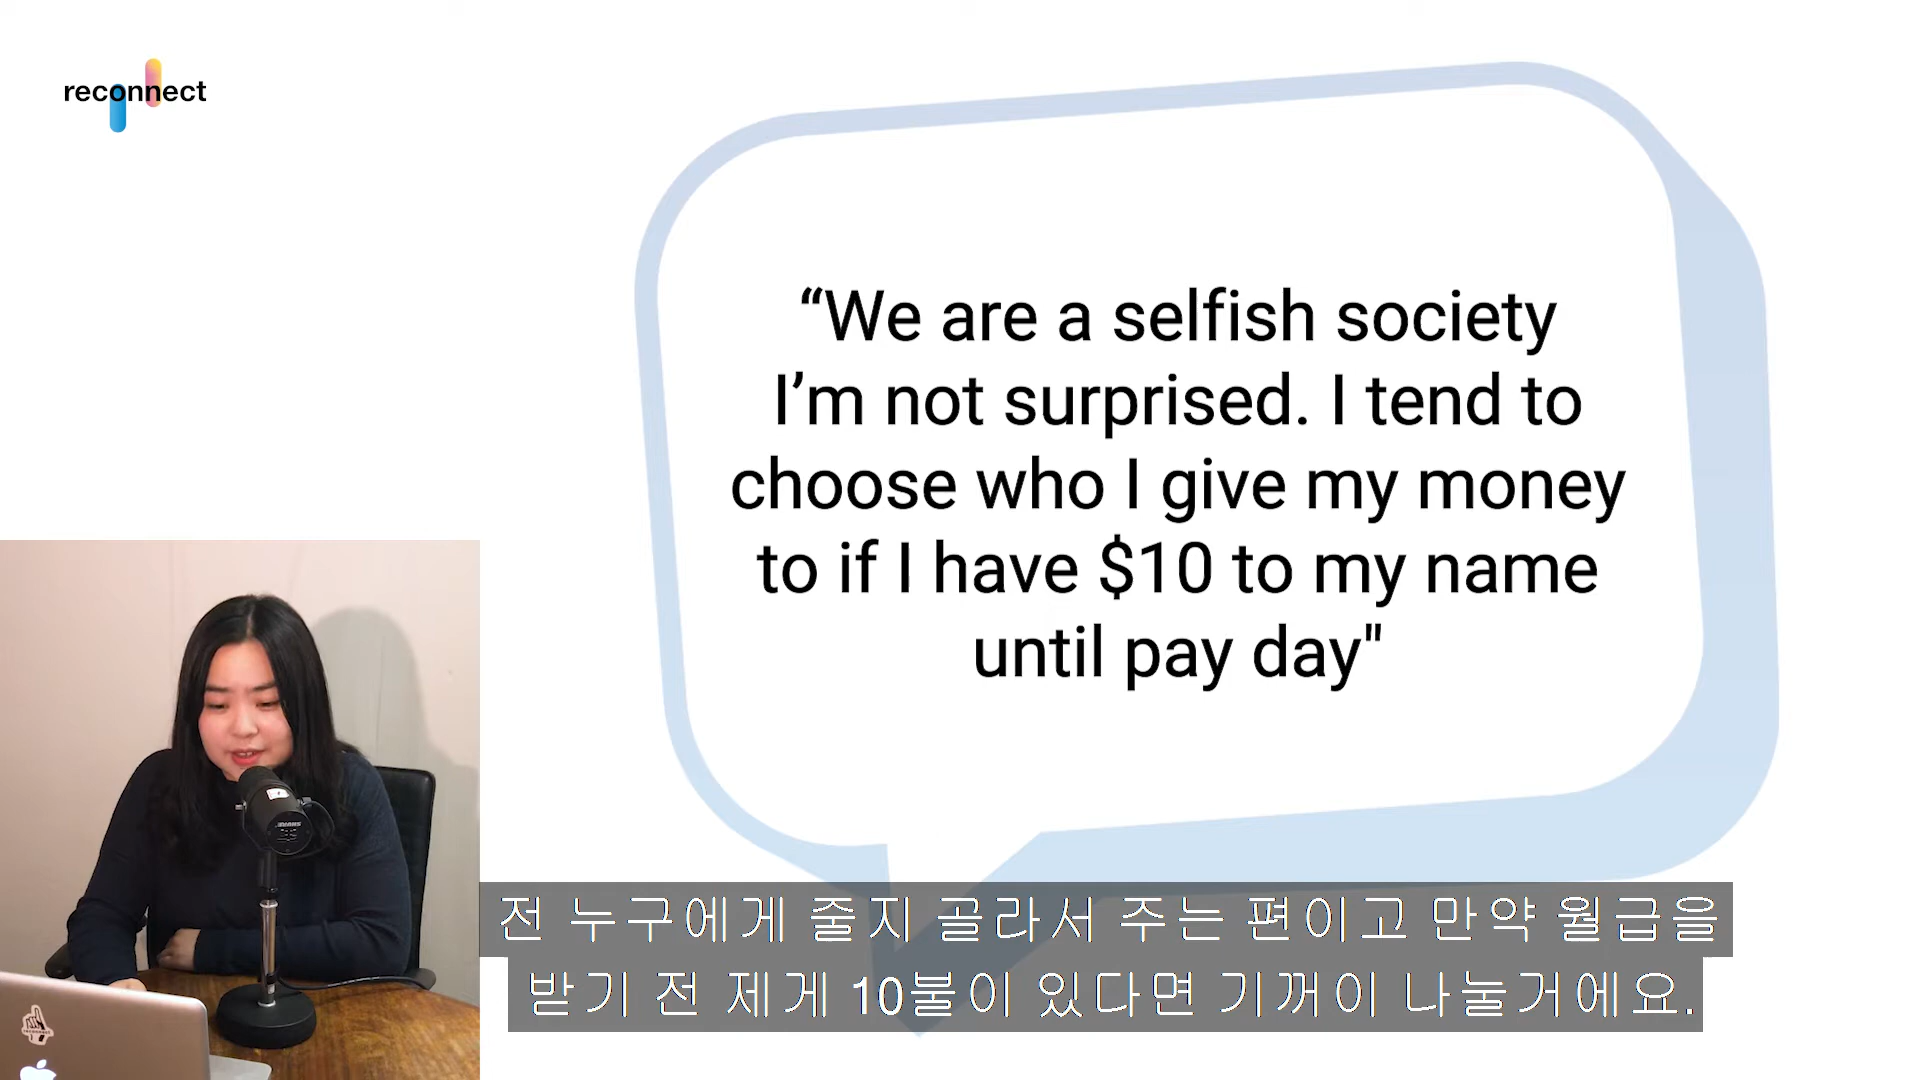 reconnect
“We are a selfish society
I’m not surprised. I tend to
choose who I give my money
to if I have $10 to my name
until pay day"
전 누구에게 줄지 골라서 주는 편이고 만약 월급을
받기 전 제게 10불이 있다면 기꺼이 나눌거에요.